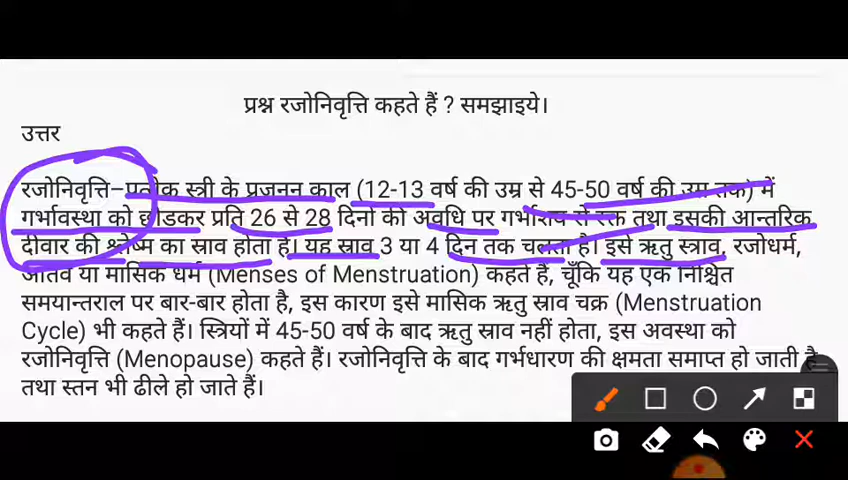 प्रश्न रजोनिवृत्ति कहते हैं ? समझाइये।
उत्तर
रजोनिवृत्ति–प्रत्येक स्त्री के प्रजनन काल (12-13 वर्ष की उम्र से 45-50 वर्ष की उम्र तक) में
गर्भावस्था को छोडकर प्रति 26 से 28 दिनों की अवधि पर गर्भाशय से रक्त तथा इसकी आन्तरिक
दीवार की श्लेष्म का स्राव होता है। यह स्राव 3 या 4 दिन तक चलता है। इसे ऋतु स्त्राव, रजोधर्म,
आर्तव या मासिक धर्म (Menses of Menstruation) कहते है, चूँकि यह एक निश्चित
समयान्तराल पर बार-बार होता है, इस कारण इसे मासिक ऋतु स्राव चक्र (Menstruation
Cycle) भी कहते हैं। स्त्रियों में 45-50 वर्ष के बाद ऋतु स्राव नहीं होता, इस अवस्था को
रजोनिवृत्ति (Menopause) कहते हैं। रजोनिवृत्ति के बाद गर्भधारण की क्षमता समाप्त हो जाती है
तथा स्तन भी ढीले हो जाते हैं।